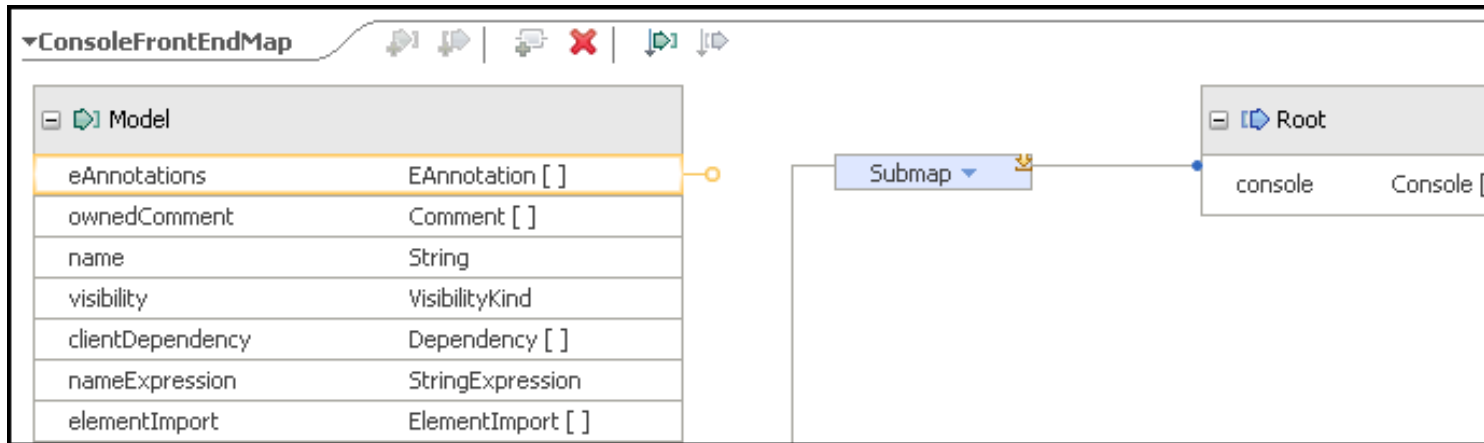 ConsoleFrontEndMap
Model
eAnnotations EAnnotation [ ]
ownedComment Comment [ ]
name String
visibility VisibilityKind
clientDependency Dependency [ ]
nameExpression StringExpression
elementImport ElementImport [ ]
Submap
Root
console Console [